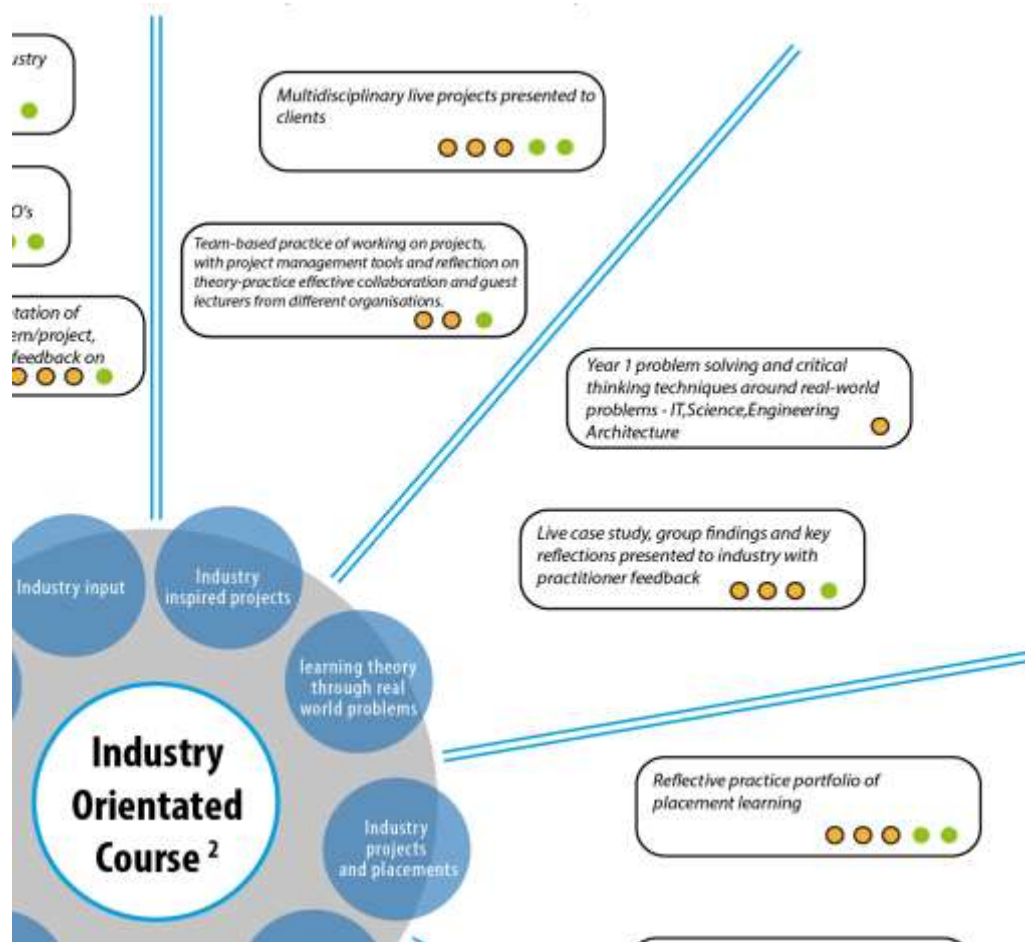 ustry
Multidisciplinary live projects presented to
clients
O's
Team-based practice of working on projects,
with project management tools and reflection on
theory-practice effective collaboration and guest
lecturers from different organisations.
tation of
em/project,
feedback on
Year 1 problem solving and critical
thinking techniques around real-world
problems - IT,Science,Engineering
Architecture
Live case study, group findings and key
reflections presented to industry with
practitioner feedback
Industry input
Industry
inspired projects
learning theory
through real
world problems
Industry
Orientated
Course 2
Industry
projects
and placements
Reflective practice portfolio of
placement learning